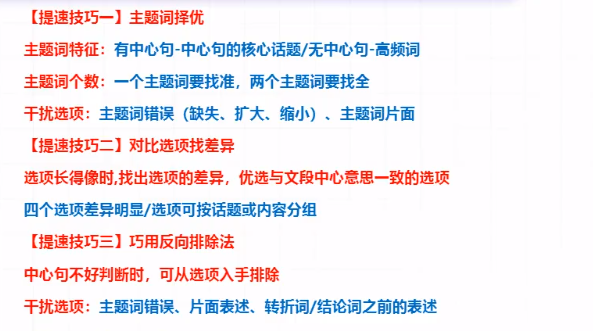 【提速技巧一】主题词择优
主题词特征：有中心句-中心句的核心话题/无中心句-高频词
主题词个数：一个主题词要找准，两个主题词要找全
干扰选项：主题词错误（缺失、扩大、缩小）、主题词片面
【提速技巧二】对比选项找差异
选项长得像时,找出选项的差异，优选与文段中心意思一致的选项
四个选项差异明显/选项可按话题或内容分组
【提速技巧三】巧用反向排除法
中心句不好判断时，可从选项入手排除
干扰选项：主题词错误、片面表述、转折词/结论词之前的表述